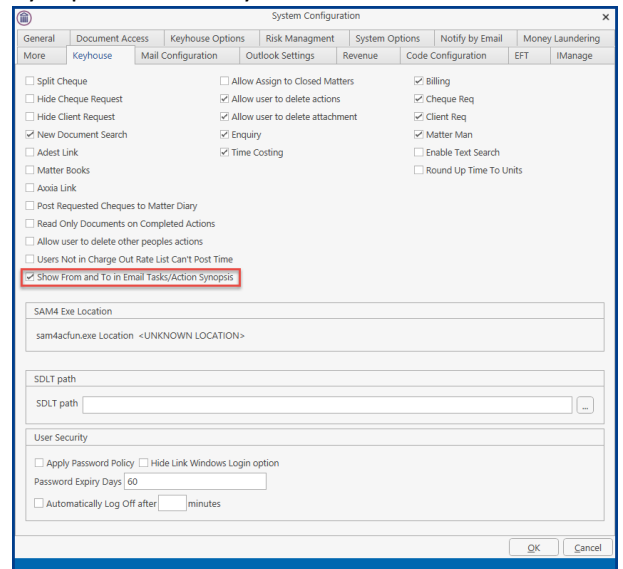 System Configuration
General Document Access Keyhouse Options Risk Managment System Options Notify by Email Money Laundering
More Keyhouse Mail Configuration Outlook Settings Revenue Code Configuration EFT IManage
Split Cheque Allow Assign to Closed Matters Billing
Hide Cheque Request Allow user to delete actions Cheque Req
Hide Client Request Allow user to delete attachment Client Req
New Document Search Enquiry Matter Man
Adest Link Time Costing Enable Text Search
Matter Books Round Up Time To Units
Axxia Link
Post Requested Cheques to Matter Diary
Read Only Documents on Completed Actions
Allow user to delete other peoples actions
Users Not in Charge Out Rate List Can't Post Time
Show From and To in Email Tasks/Action Synopsis
SAM4 Exe Location
sam4acfun.exe Location <UNKNOWN LOCATION>
SDLT path
SDLT path ...
User Security
Apply Password Policy Hide Link Windows Login option
Password Expiry Days 60
Automatically Log Off after minutes
OK Cancel